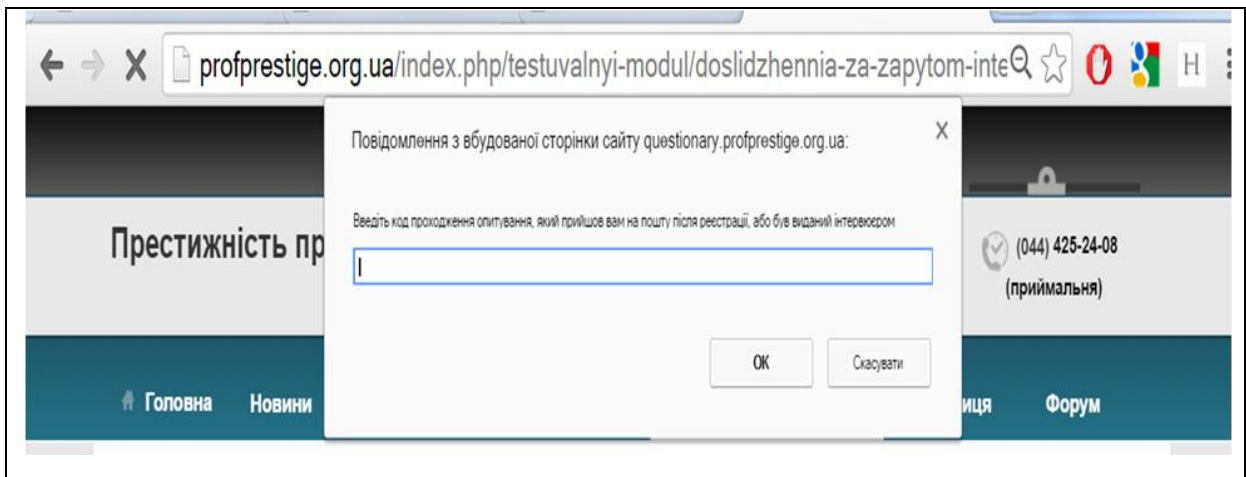 profprestige.org.ua/index.php/testuvalnyi-modul/doslidzhennia-za-zapytom-inte
H
Повідомлення з вбудованої сторінки сайту questionary.profprestige.org.ua:
Введіть код проходження опитування, який прийшов вам на пошту після реєстрації, або був виданий інтервюєром
Престижність пр
(044) 425-24-08
(приймальня)
OK
Скасувати
Головна Новини иця Форум